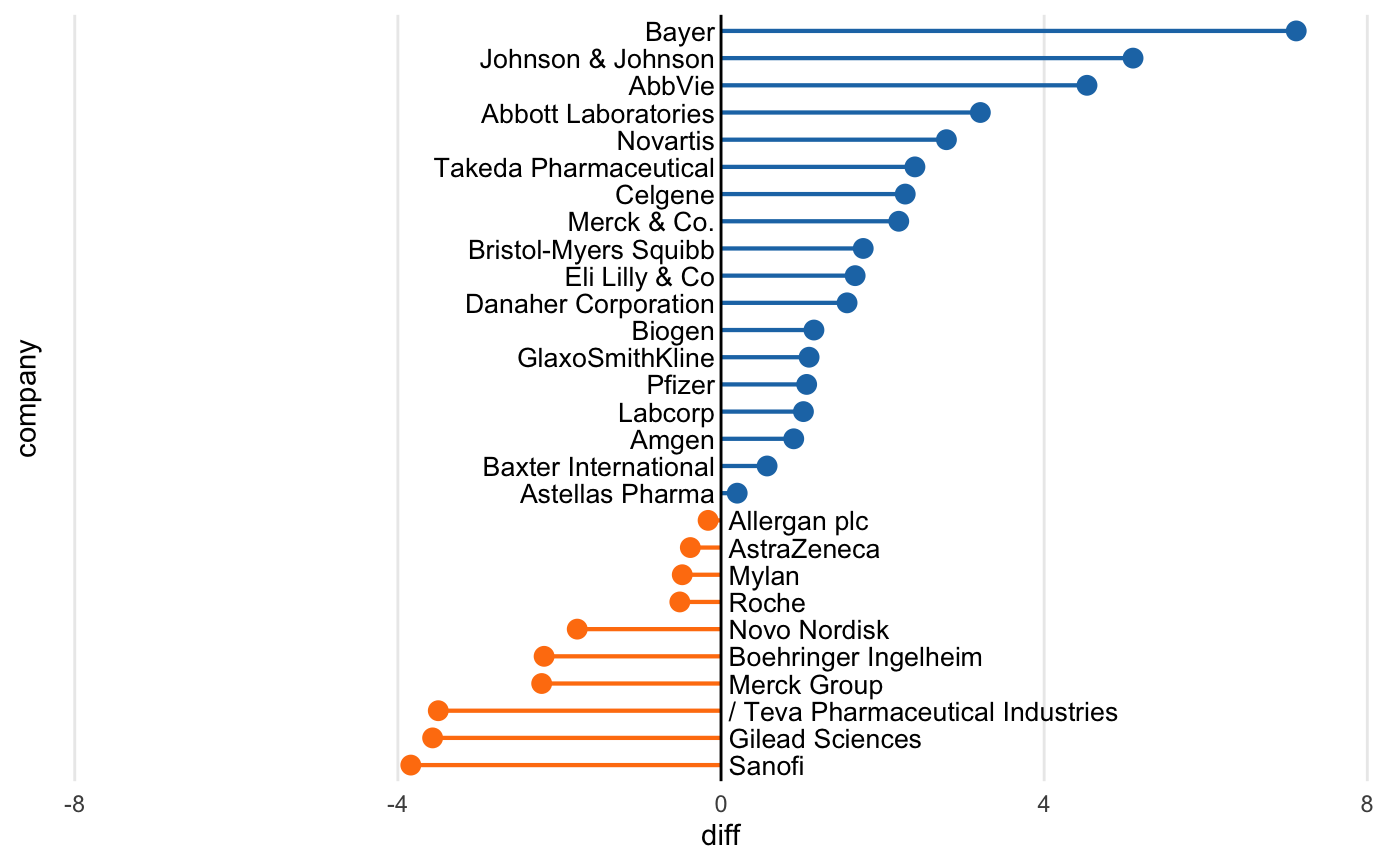 Bayer
Johnson & Johnson
AbbVie
Abbott Laboratories
Novartis
Takeda Pharmaceutical
Celgene
Merck & Co.
Bristol-Myers Squibb
Eli Lilly & Co
Danaher Corporation
Biogen
GlaxoSmithKline
Pfizer
Labcorp
Amgen
Baxter International
Astellas Pharma
Allergan plc
AstraZeneca
Mylan
Roche
Novo Nordisk
Boehringer Ingelheim
Merck Group
/ Teva Pharmaceutical Industries
Gilead Sciences
Sanofi
company
-8 -4 0 4 8
diff